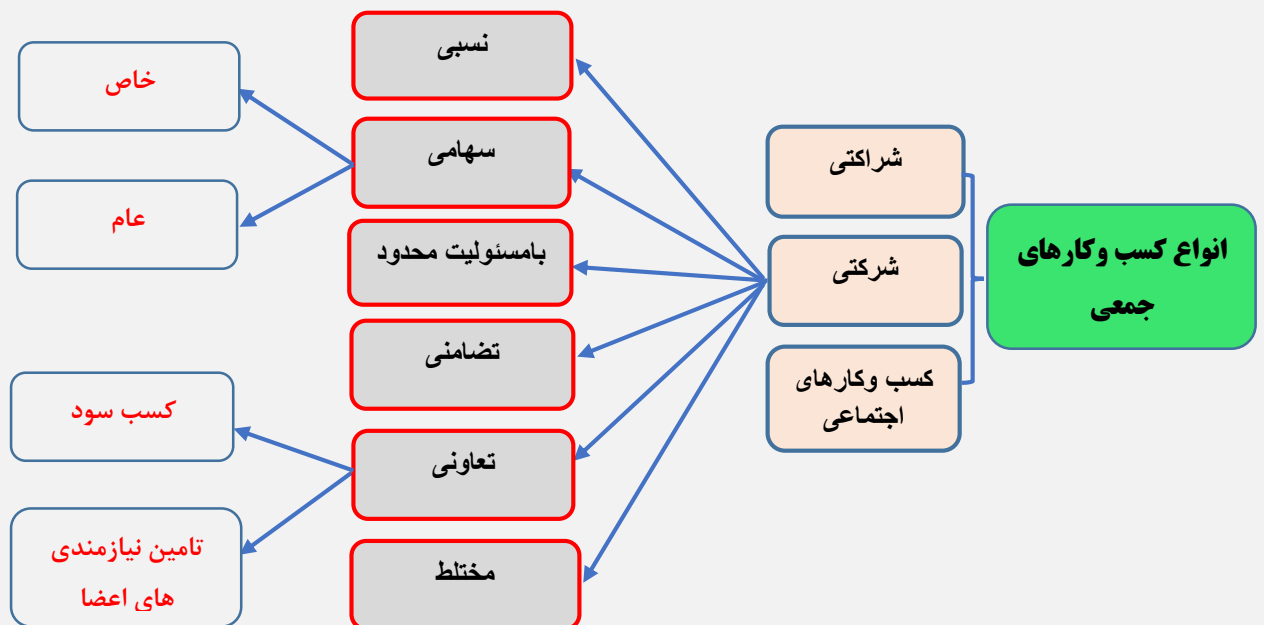 انواع کسب وکارهای
جمعی
شراکتی
شرکتی
کسب وکارهای
اجتماعی
نسبی
سهامی
بامسئولیت محدود
تضامنی
تعاونی
مختلط
خاص
عام
کسب سود
تامین نیازمندی
های اعضا